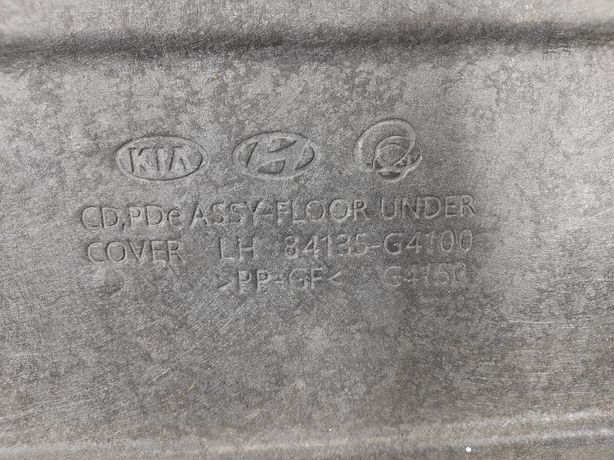 KIA
CD,PDe ASSY-FLOOR UNDER
COVER LH 84135-G4100
>PP-GF< G4150